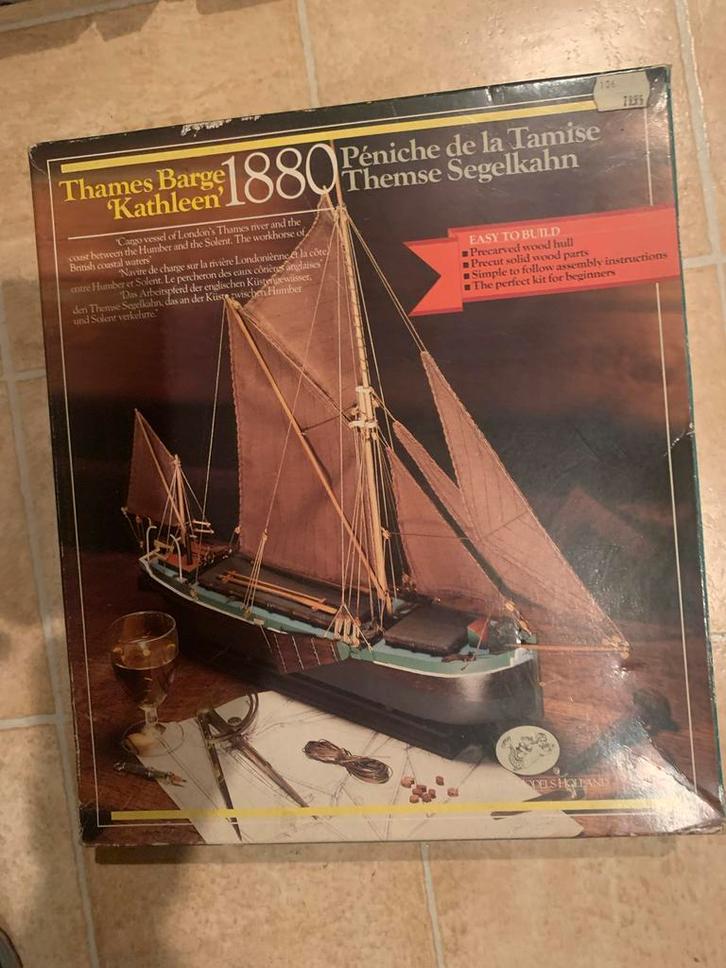 Thames Barge
'Kathleen'
1880
Péniche de la Tamise
Themse Segelkahn
'Cargo vessel of London's Thames river and the
coast between the Humber and the Solent. The workhorse of
British coastal waters'
'Navire de charge sur la rivière Londoniènne et la côte
entre Humber et Solent. Le percheron des eaux côtières anglaises'
'Das Arbeitspferd der englischen Küstengewässer,
den Themse Segelkahn, das an der Küste zwischen Humber
und Solent verkehrte.'
EASY TO BUILD
■ Precarved wood hull
■ Precut solid wood parts
■ Simple to follow assembly instructions
■ The perfect kit for beginners
HOLLAND